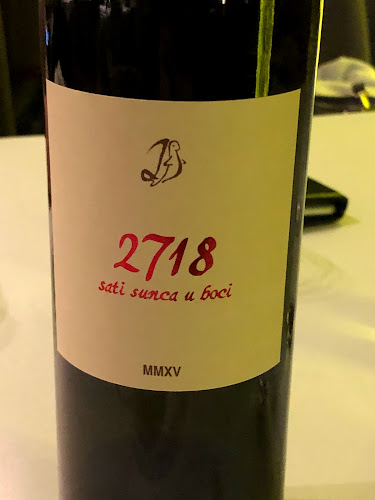 2718
sati sunca u boci
MMXV